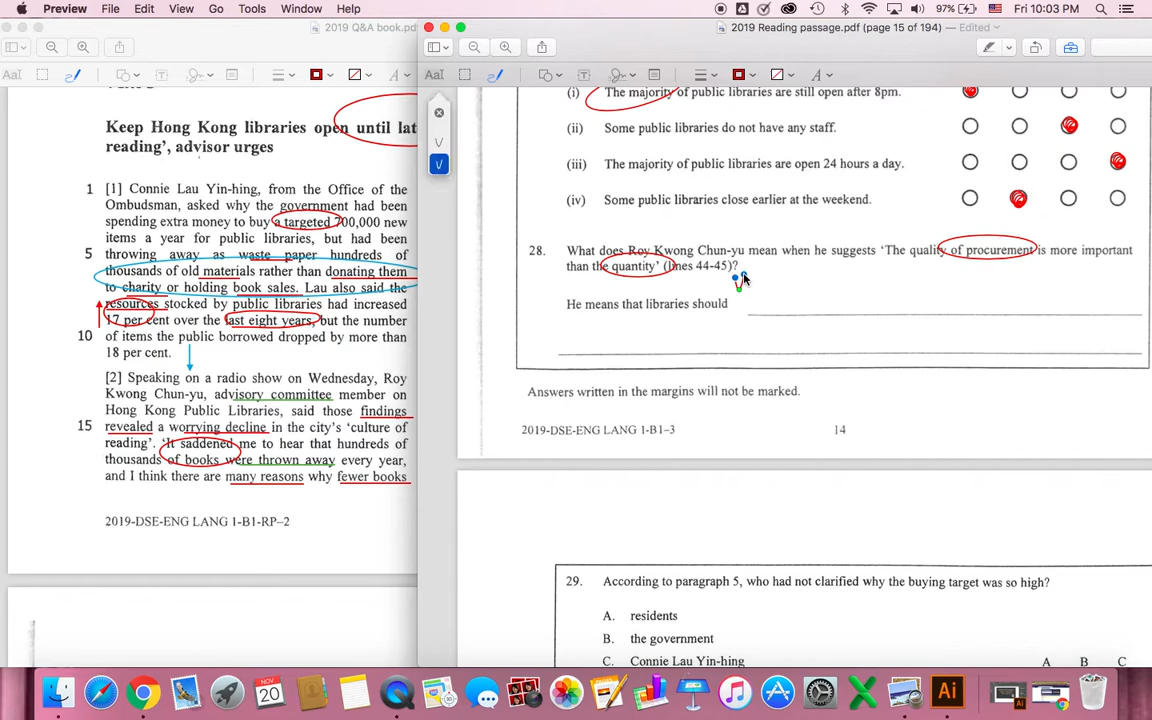 Preview File Edit View Go Tools Window Help
97% Fri 10:03 PM
2019 Q&A book.pd
2019 Reading passage.pdf (page 15 of 194) — Edited
AaI
AaI
Keep Hong Kong libraries open until lat
reading’, advisor urges
1 [1] Connie Lau Yin-hing, from the Office of the
Ombudsman, asked why the government had been
spending extra money to buy a targeted 700,000 new
items a year for public libraries, but had been
5 throwing away as waste paper hundreds of
thousands of old materials rather than donating them
to charity or holding book sales. Lau also said the
resources stocked by public libraries had increased
17 per cent over the last eight years, but the number
10 of items the public borrowed dropped by more than
18 per cent.
[2] Speaking on a radio show on Wednesday, Roy
Kwong Chun-yu, advisory committee member on
Hong Kong Public Libraries, said those findings
15 revealed a worrying decline in the city’s ‘culture of
reading’. ‘It saddened me to hear that hundreds of
thousands of books were thrown away every year,
and I think there are many reasons why fewer books
2019-DSE-ENG LANG 1-B1-RP–2
(i) The majority of public libraries are still open after 8pm.
(ii) Some public libraries do not have any staff.
(iii) The majority of public libraries are open 24 hours a day.
(iv) Some public libraries close earlier at the weekend.
28. What does Roy Kwong Chun-yu mean when he suggests ‘The quality of procurement is more important
than the quantity’ (lines 44-45)?
He means that libraries should
Answers written in the margins will not be marked.
2019-DSE-ENG LANG 1-B1–3 14
29. According to paragraph 5, who had not clarified why the buying target was so high?
A. residents
B. the government
C. Connie Lau Yin-hing A B C
NOV
20
Ai